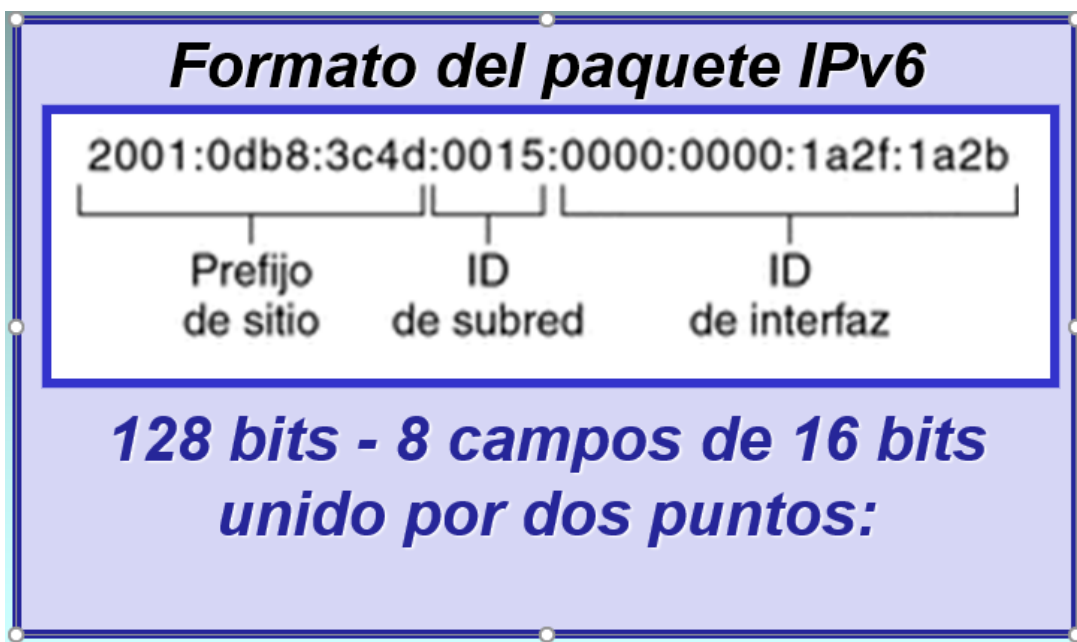 Formato del paquete IPv6
2001:0db8:3c4d:0015:0000:0000:1a2f:1a2b
Prefijo ID ID
de sitio de subred de interfaz
128 bits - 8 campos de 16 bits
unido por dos puntos: